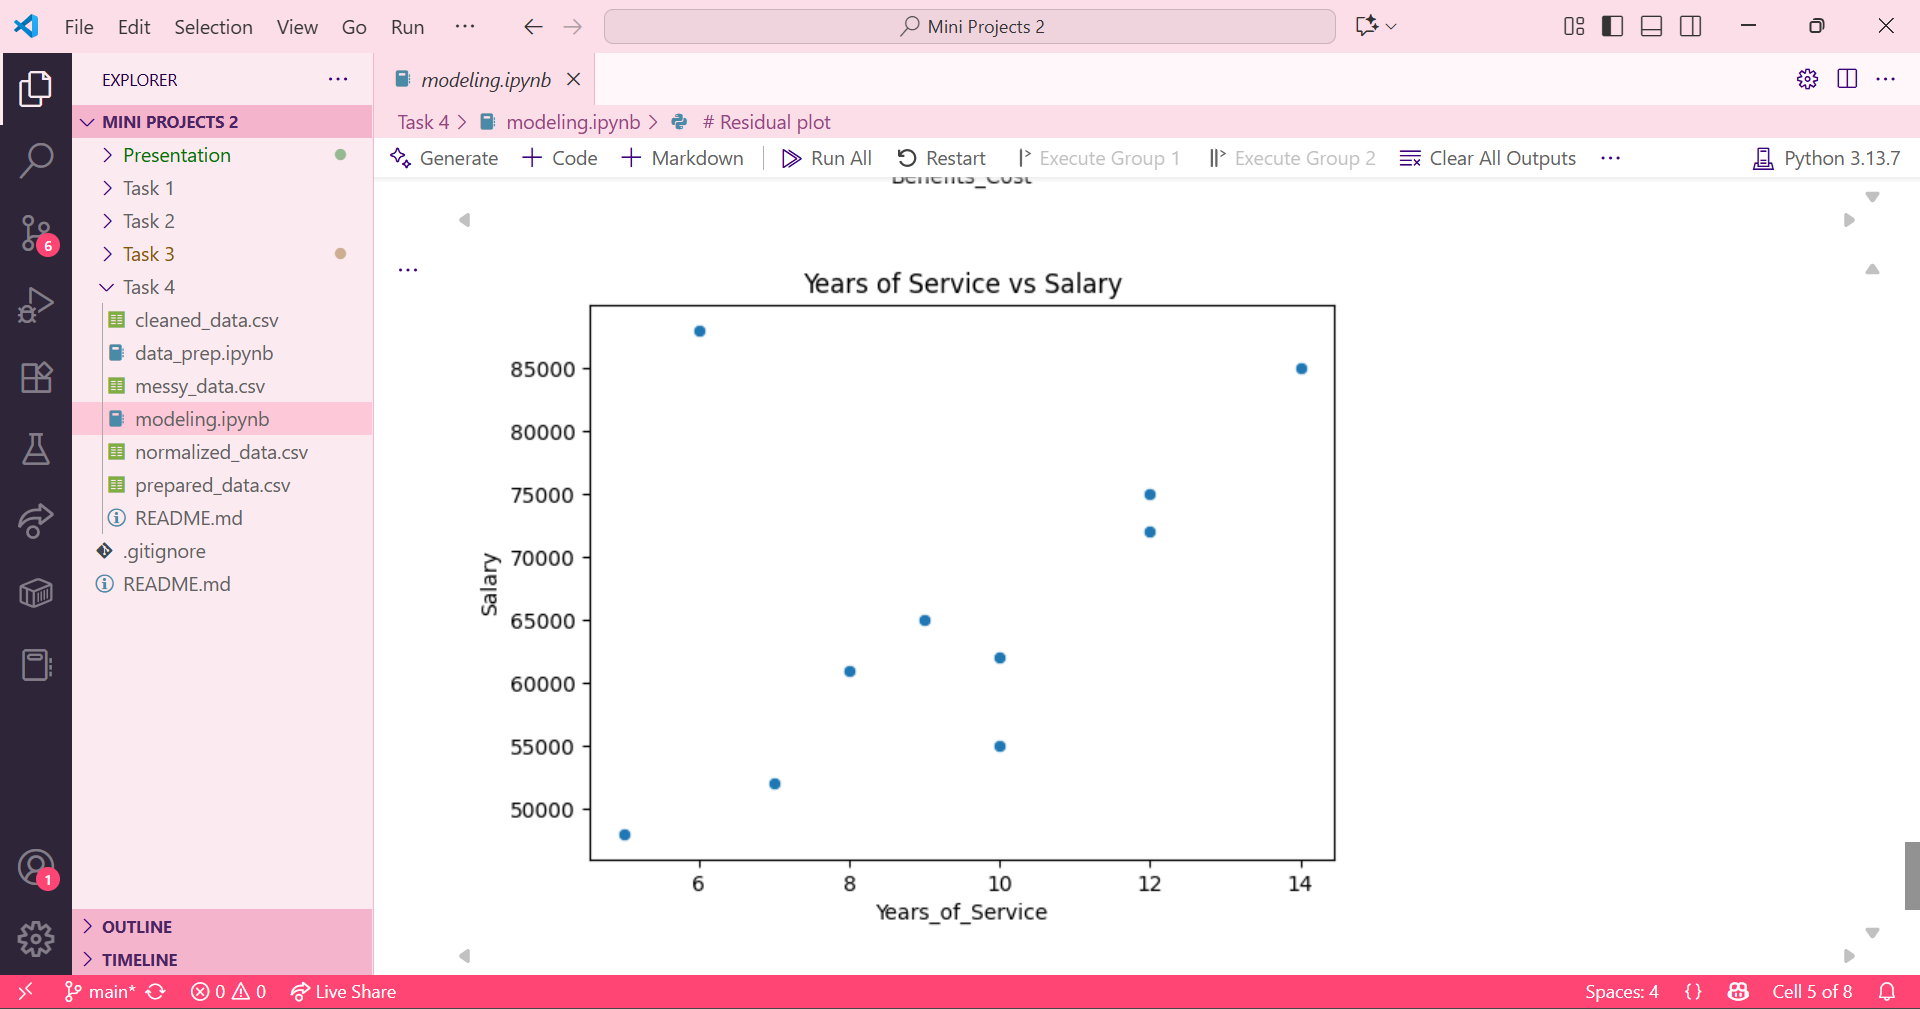 File Edit Selection View Go Run ···
Mini Projects 2
EXPLORER
modeling.ipynb
MINI PROJECTS 2
Presentation
Task 1
Task 2
Task 3
Task 4
cleaned_data.csv
data_prep.ipynb
messy_data.csv
modeling.ipynb
normalized_data.csv
prepared_data.csv
README.md
.gitignore
README.md
OUTLINE
TIMELINE
6
1
Task 4 > modeling.ipynb > # Residual plot
Generate + Code + Markdown Run All Restart Execute Group 1 Execute Group 2 Clear All Outputs ··· Python 3.13.7
Benefits_Cost
Years of Service vs Salary
85000
80000
75000
70000
65000
60000
55000
50000
Salary
6 8 10 12 14
Years_of_Service
main* 0 0 Live Share Spaces: 4 {} Cell 5 of 8